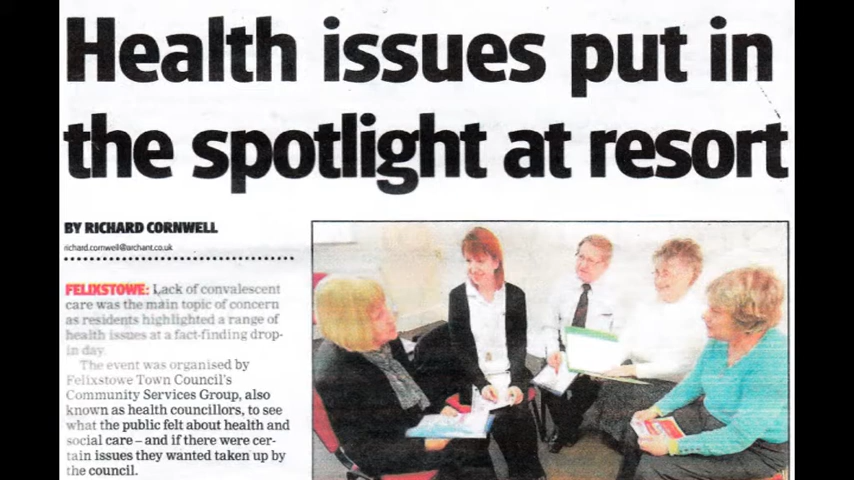 Health issues put in
the spotlight at resort
BY RICHARD CORNWELL
richard.cornwell@archant.co.uk
FELIXSTOWE: Lack of convalescent
care was the main topic of concern
as residents highlighted a range of
health issues at a fact-finding drop-
in day.
The event was organised by
Felixstowe Town Council's
Community Services Group, also
known as health councillors, to see
what the public felt about health and
social care – and if there were cer-
tain issues they wanted taken up by
the council.